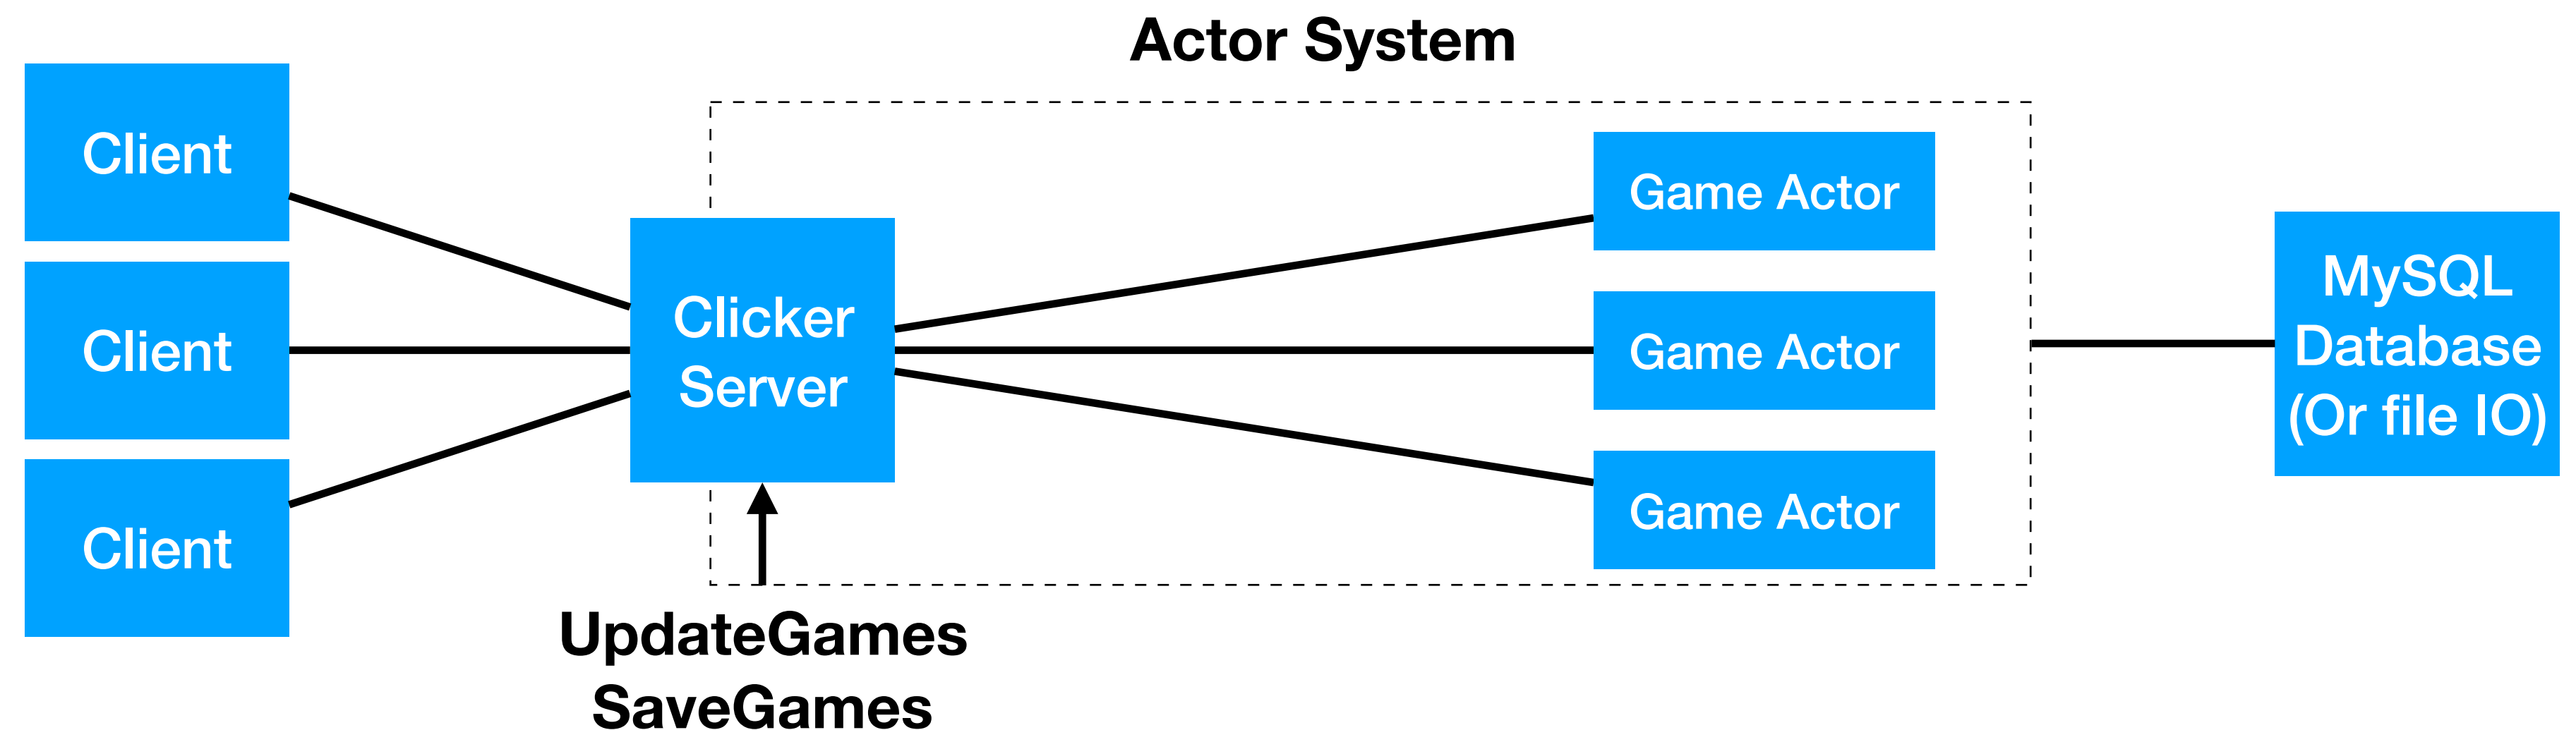 Actor System
Client
Client
Client
Clicker
Server
Game Actor
Game Actor
Game Actor
MySQL
Database
(Or file IO)
UpdateGames
SaveGames